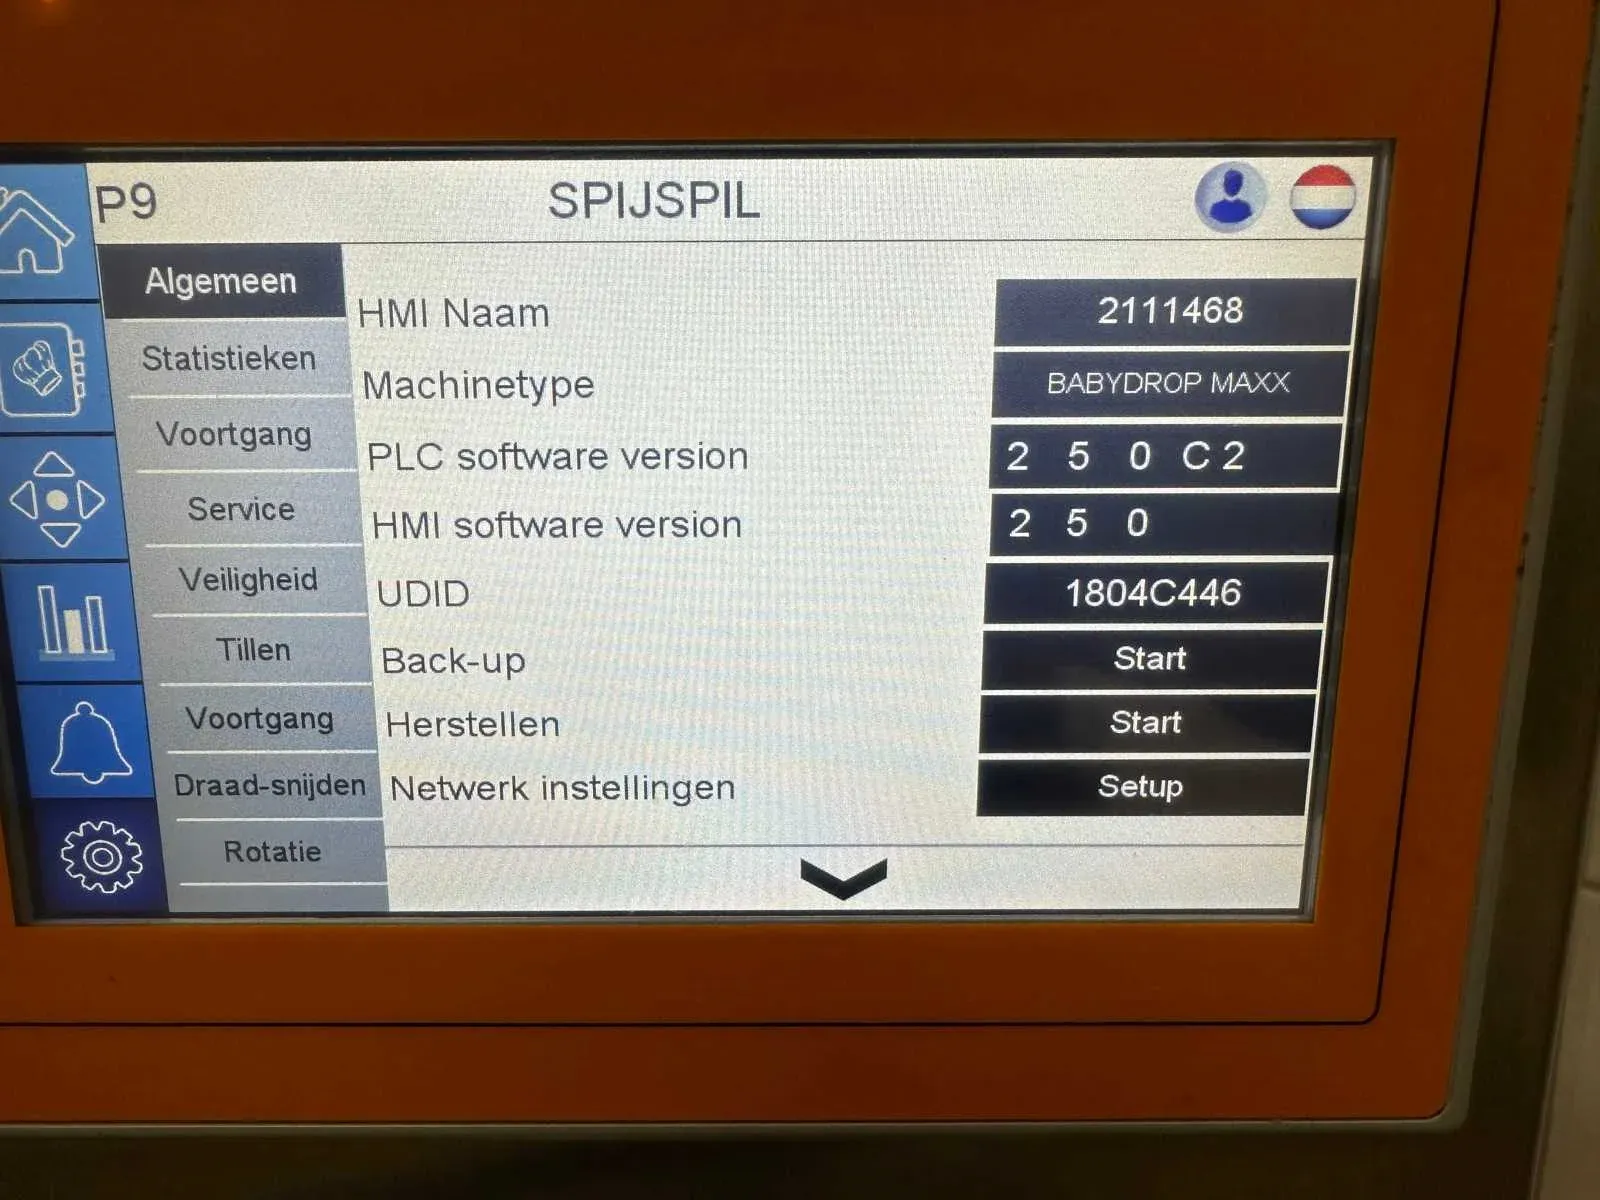 P9 SPIJSPIL
Algemeen
Statistieken
Voortgang
Service
Veiligheid
Tillen
Voortgang
Draad-snijden
Rotatie
HMI Naam 2111468
Machinetype BABYDROP MAXX
PLC software version 2 5 0 C2
HMI software version 2 5 0
UDID 1804C446
Back-up Start
Herstellen Start
Netwerk instellingen Setup